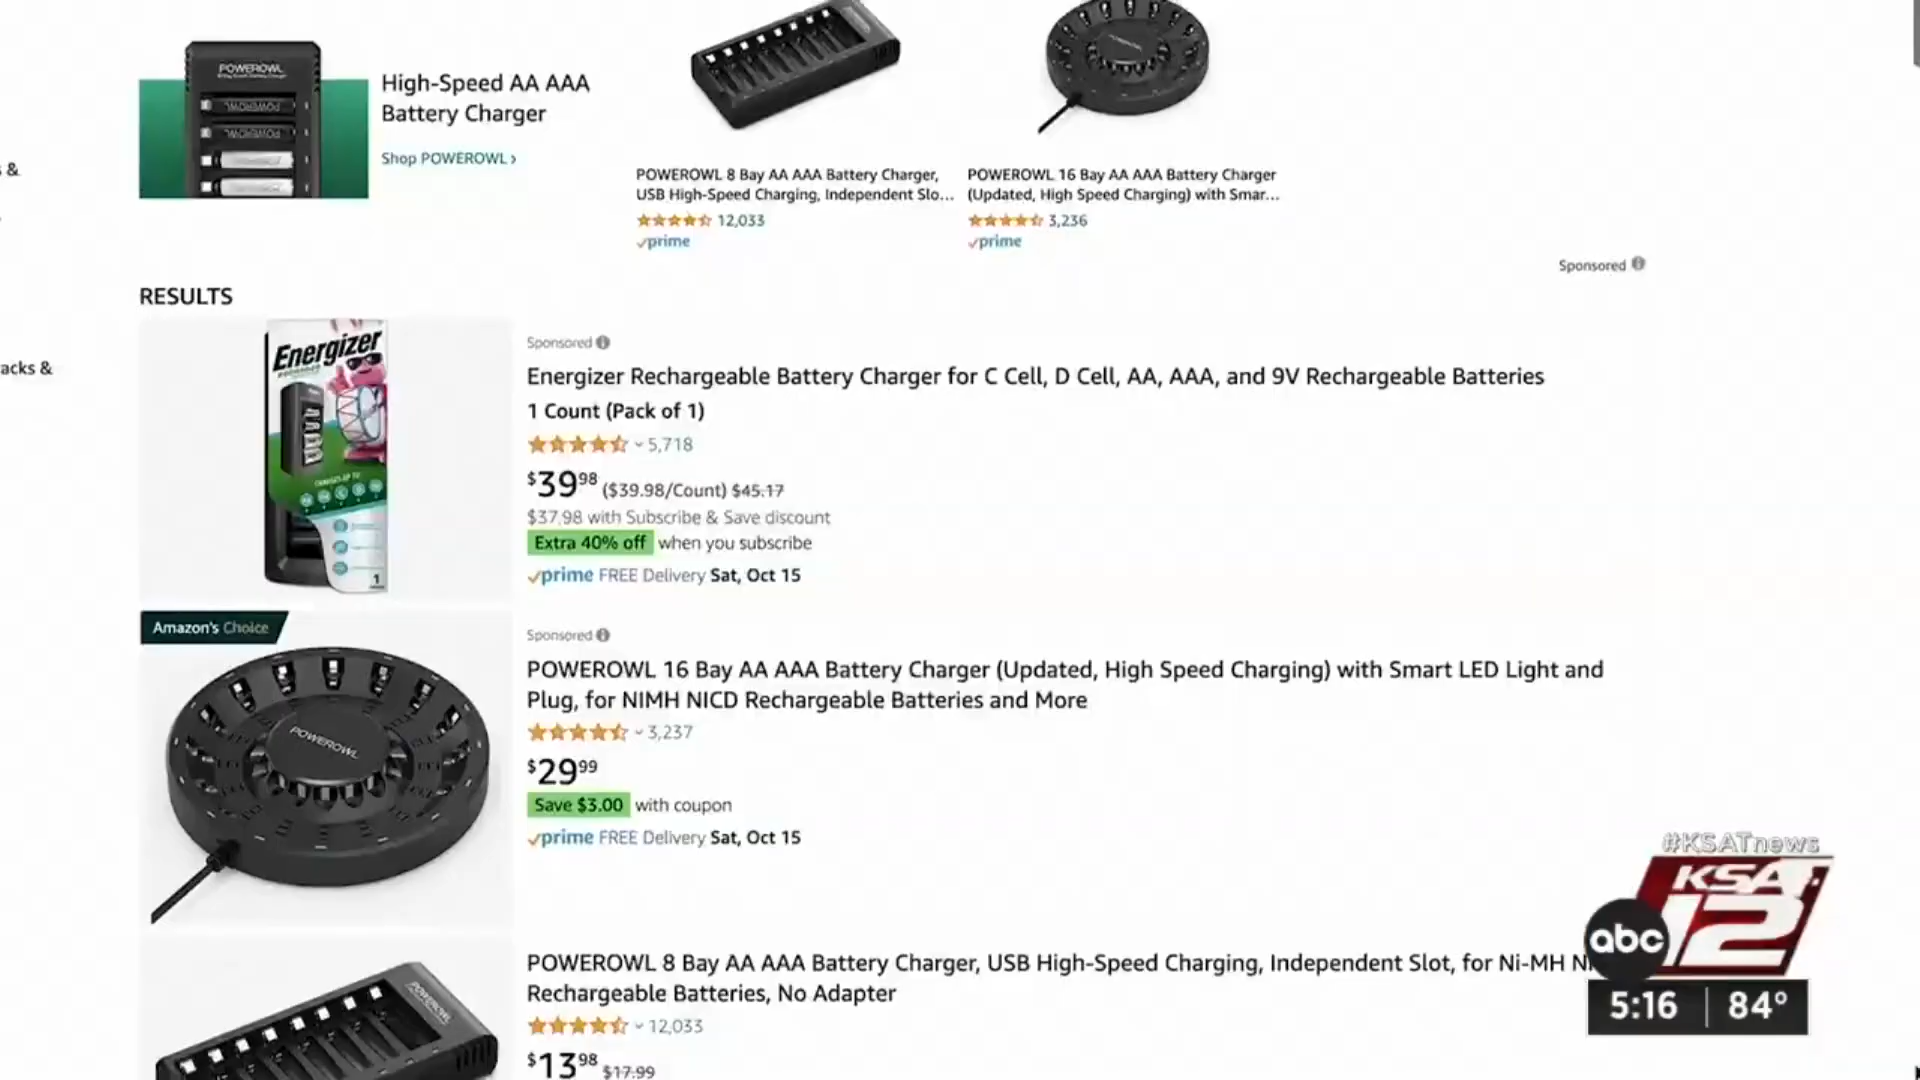 POWEROWL
High-Speed AA AAA
Battery Charger
Shop POWEROWL ›
POWEROWL 8 Bay AA AAA Battery Charger,
USB High-Speed Charging, Independent Slo...
12,033
prime
POWEROWL 16 Bay AA AAA Battery Charger
(Updated, High Speed Charging) with Smar...
3,236
prime
Sponsored
&
acks &
RESULTS
Energizer
1
Sponsored
Energizer Rechargeable Battery Charger for C Cell, D Cell, AA, AAA, and 9V Rechargeable Batteries
1 Count (Pack of 1)
5,718
$39.98 ($39.98/Count) $45.17
$37.98 with Subscribe & Save discount
Extra 40% off when you subscribe
prime FREE Delivery Sat, Oct 15
Amazon's Choice
POWEROWL
Sponsored
POWEROWL 16 Bay AA AAA Battery Charger (Updated, High Speed Charging) with Smart LED Light and
Plug, for NIMH NICD Rechargeable Batteries and More
3,237
$29.99
Save $3.00 with coupon
prime FREE Delivery Sat, Oct 15
POWEROWL
POWEROWL 8 Bay AA AAA Battery Charger, USB High-Speed Charging, Independent Slot, for Ni-MH
Rechargeable Batteries, No Adapter
12,033
$13.98 $17.99
#KSATnews
KSAT
12
abc
5:16 | 84°